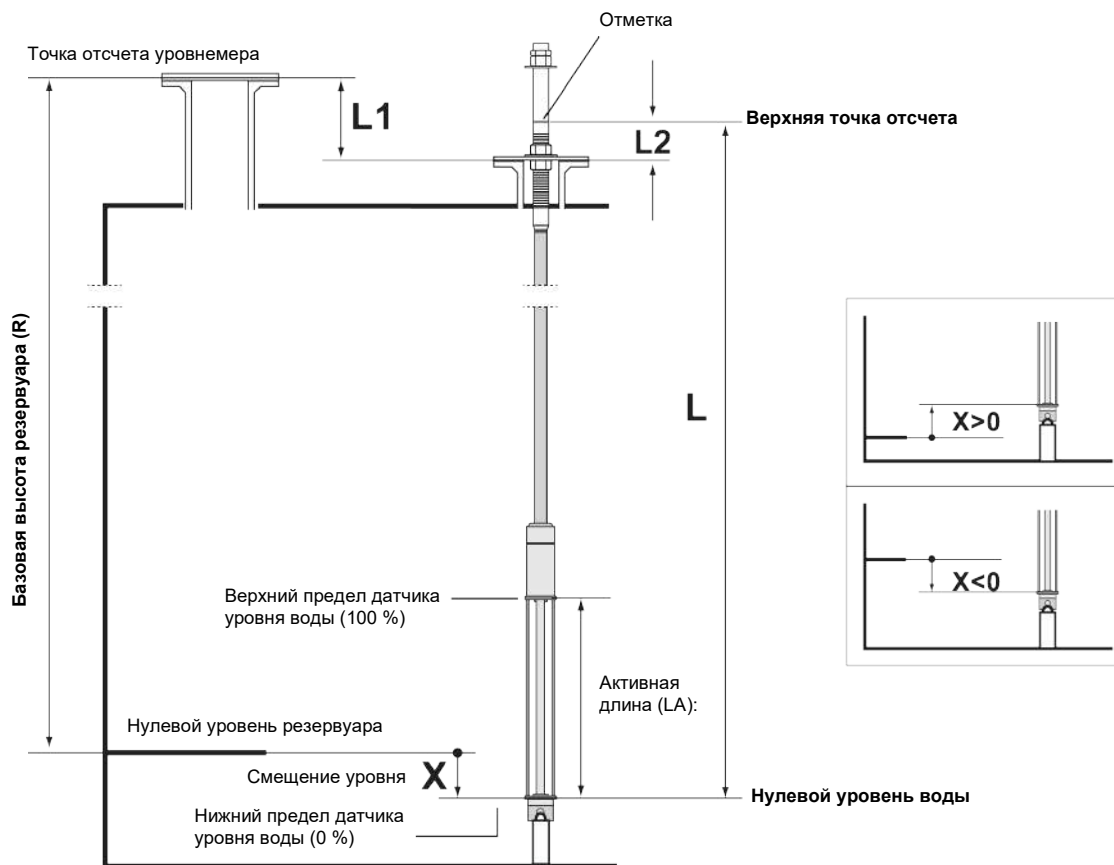 Отметка
Точка отсчета уровнемера
L1
Верхняя точка отсчета
L2
Базовая высота резервуара (R)
L
X>0
X<0
Верхний предел датчика
уровня воды (100 %)
Активная
длина (LA):
Нулевой уровень резервуара
Смещение уровня
X
Нулевой уровень воды
Нижний предел датчика
уровня воды (0 %)